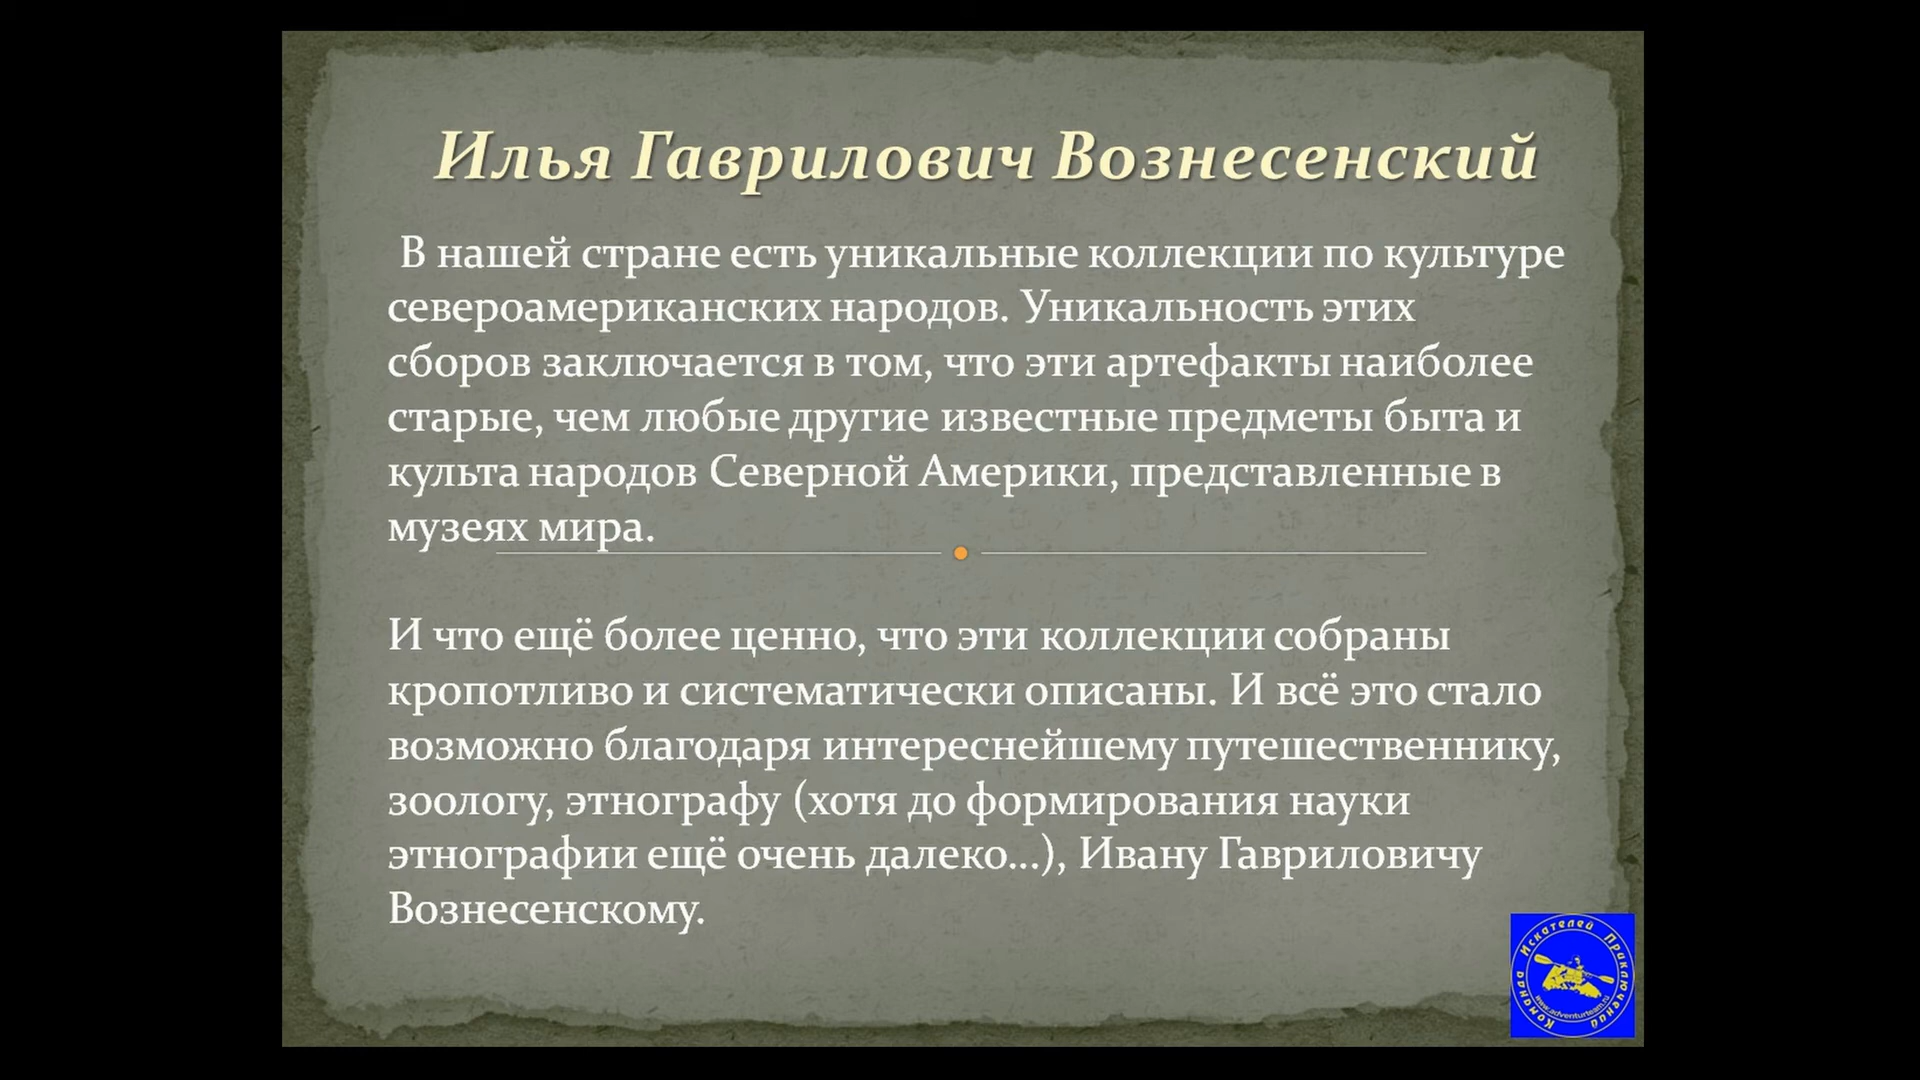 Илья Гаврилович Вознесенский
В нашей стране есть уникальные коллекции по культуре
североамериканских народов. Уникальность этих
сборов заключается в том, что эти артефакты наиболее
старые, чем любые другие известные предметы быта и
культа народов Северной Америки, представленные в
музеях мира.
И что ещё более ценно, что эти коллекции собраны
кропотливо и систематически описаны. И всё это стало
возможно благодаря интереснейшему путешественнику,
зоологу, этнографу (хотя до формирования науки
этнографии ещё очень далеко...), Ивану Гавриловичу
Вознесенскому.
Команда Искателей Приключений
www.adventurteam.ru